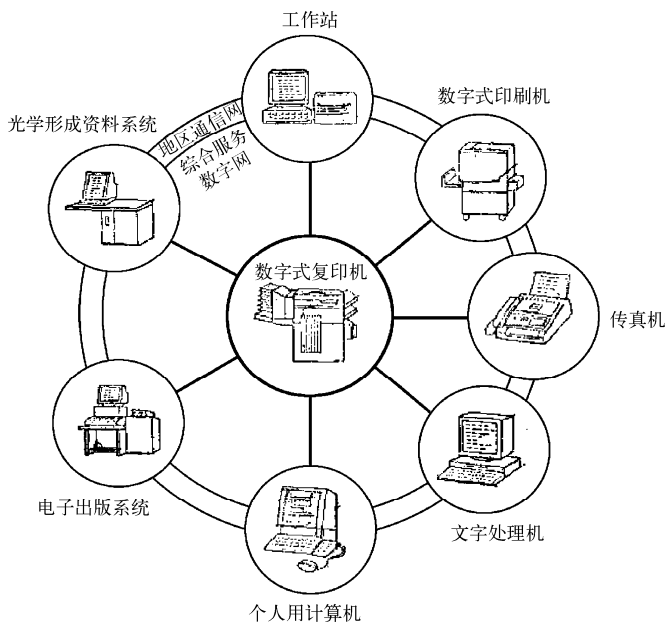 工作站
数字式印刷机
光学形成资料系统
地区通信网
综合服务
数字网
数字式复印机
传真机
电子出版系统
文字处理机
个人用计算机